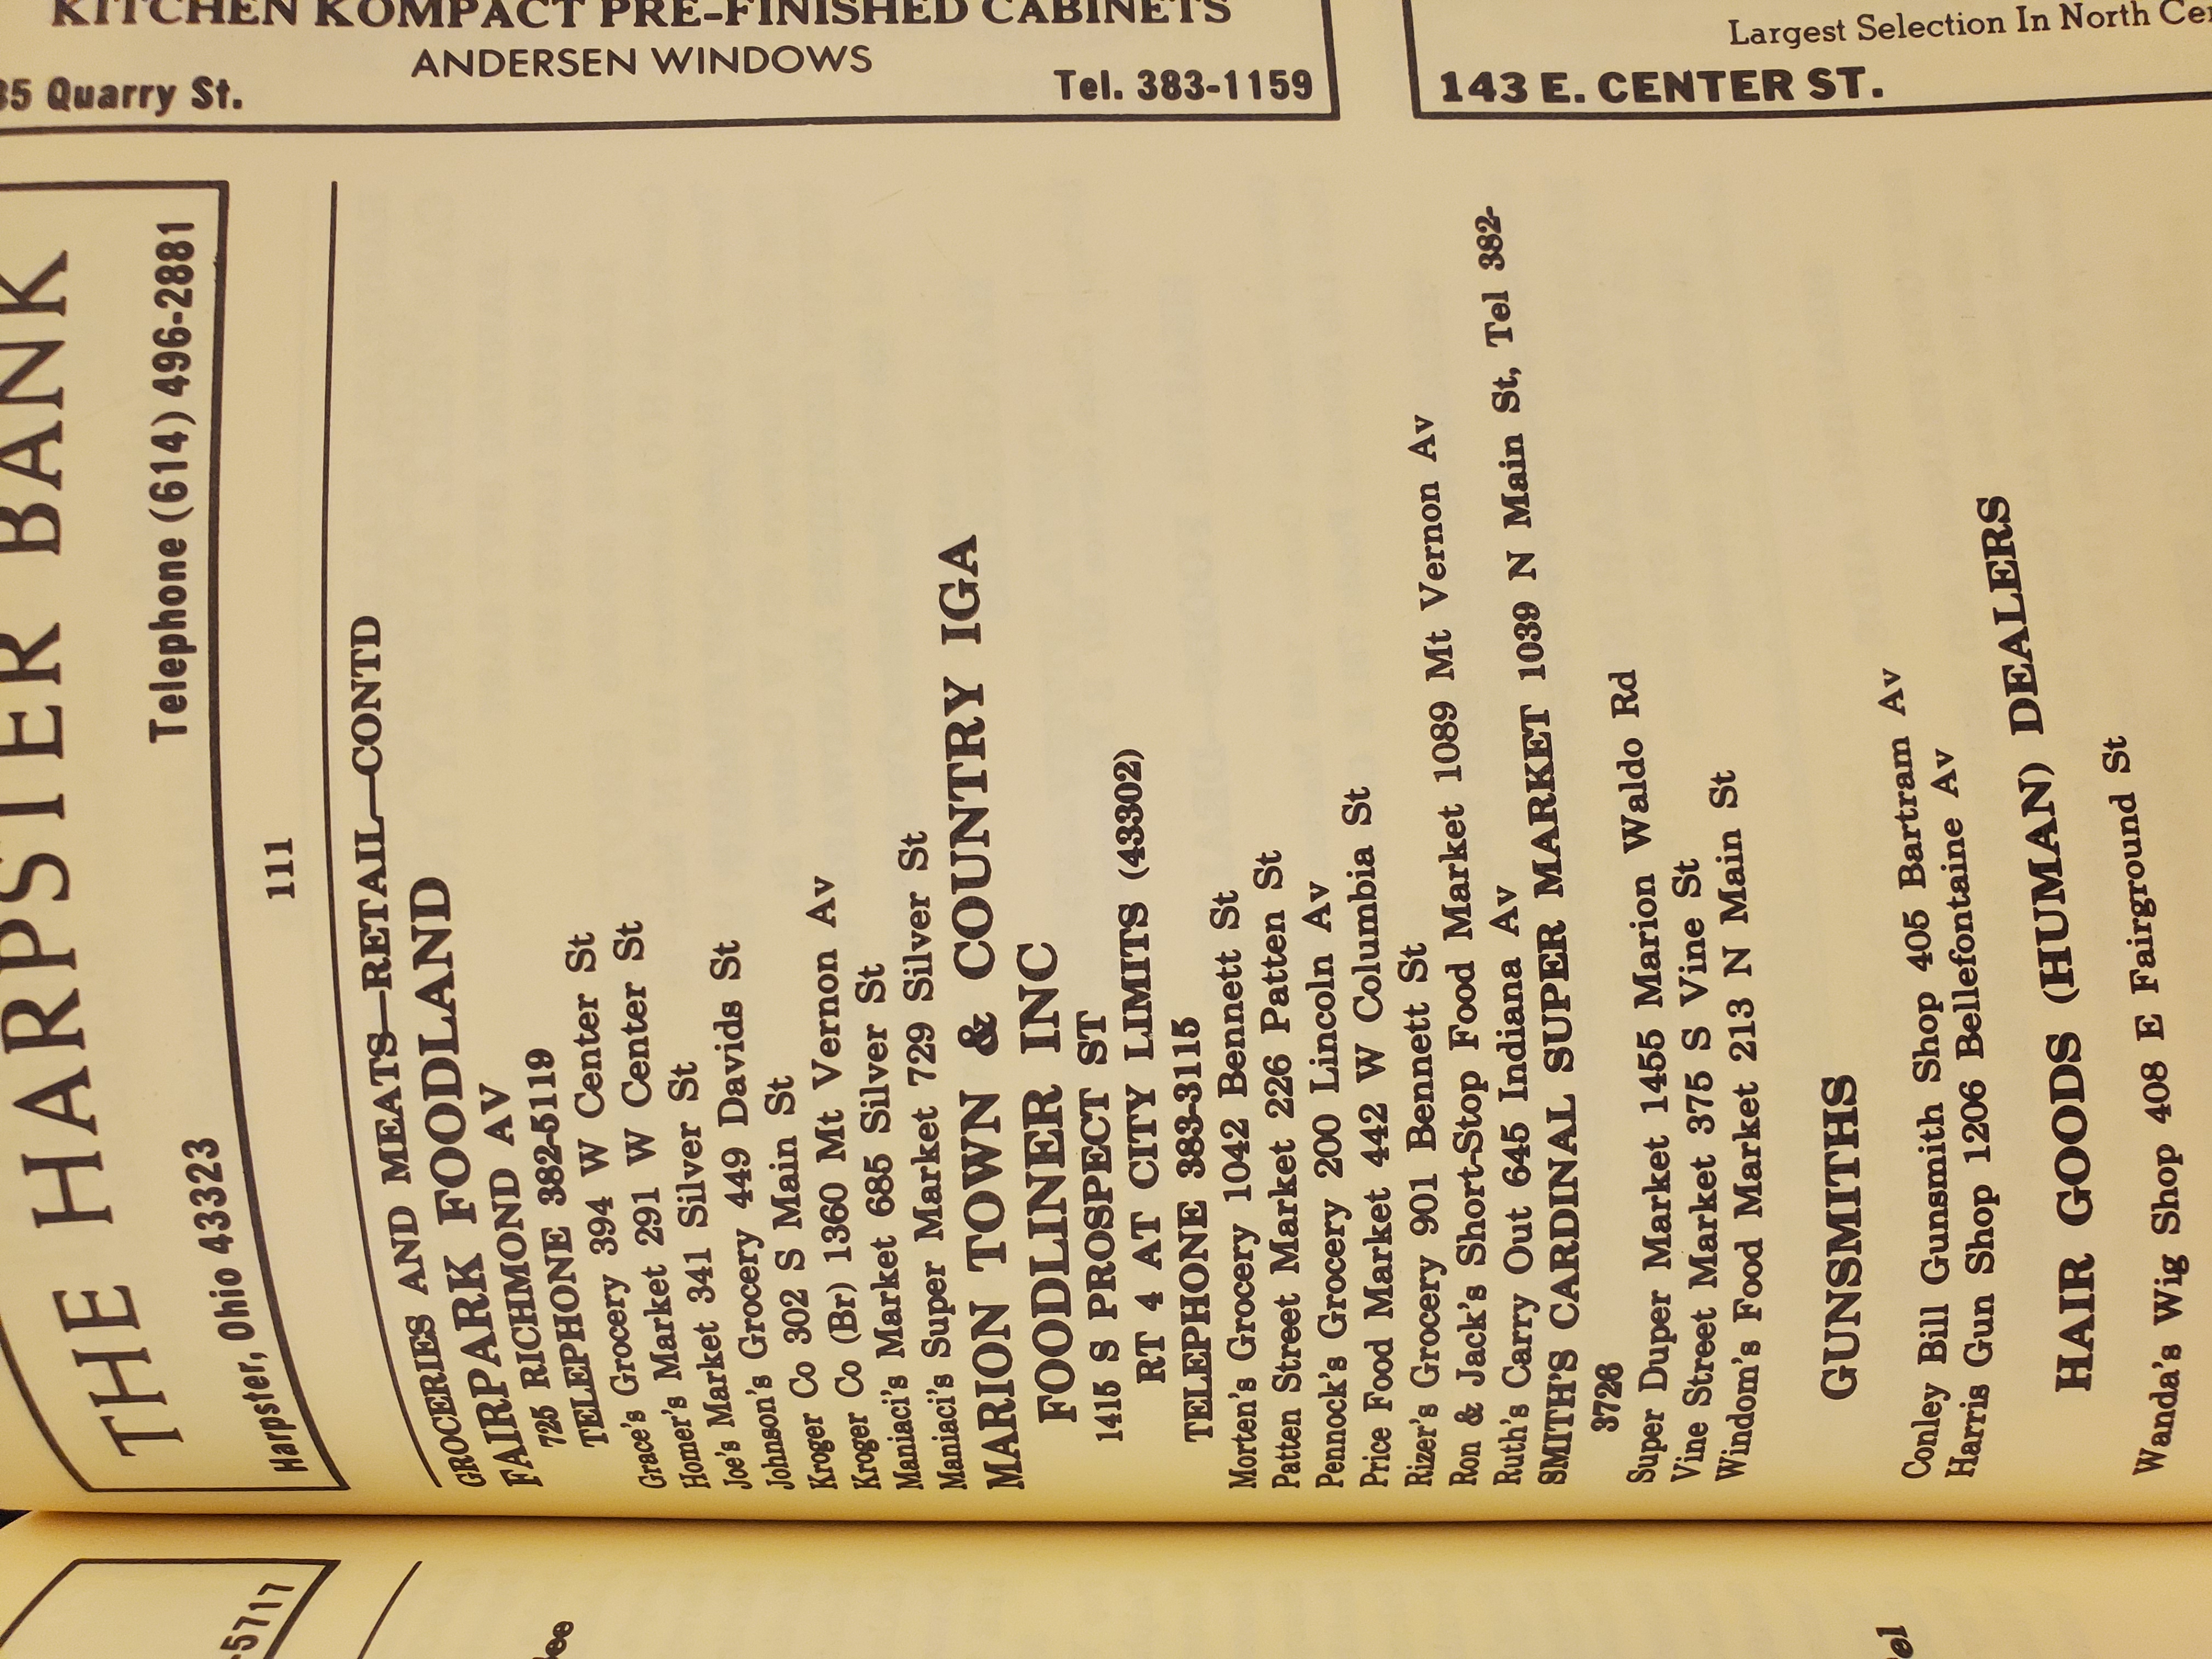 KITCHEN KOMPACT PRE-FINISHED CABINETS
ANDERSEN WINDOWS
Quarry St.
Tel. 383-1159
Largest Selection In North
143 E. CENTER ST.
THE HARPSTER BANK
Harpster, Ohio 43323
Telephone (614) 496-2881
111
GROCERIES AND MEATS—RETAIL—CONTD
FAIRPARK FOODLAND
725 RICHMOND AV
TELEPHONE 382-5119
Grace's Grocery 394 W Center St
Homer's Market 291 W Center St
Joe's Market 341 Silver St
Johnson's Grocery 449 Davids St
Kroger Co 302 S Main St
Kroger Co (Br) 1360 Mt Vernon Av
Maniaci's Market 685 Silver St
Maniaci's Super Market 729 Silver St
MARION TOWN & COUNTRY IGA
FOODLINER INC
1415 S PROSPECT ST
RT 4 AT CITY LIMITS (43302)
TELEPHONE 383-3115
Morten's Grocery 1042 Bennett St
Patten Street Market 226 Patten St
Pennock's Grocery 200 Lincoln Av
Price Food Market 442 W Columbia St
Rizer's Grocery 901 Bennett St
Ron & Jack's Short-Stop Food Market 1089 Mt Vernon Av
Ruth's Carry Out 645 Indiana Av
SMITH'S CARDINAL SUPER MARKET 1039 N Main St, Tel 382-
3726
Super Duper Market 1455 Marion Waldo Rd
Vine Street Market 375 S Vine St
Windom's Food Market 213 N Main St
GUNSMITHS
Conley Bill Gunsmith Shop 405 Bartram Av
Harris Gun Shop 1206 Bellefontaine Av
HAIR GOODS (HUMAN) DEALERS
Wanda's Wig Shop 408 E Fairground St